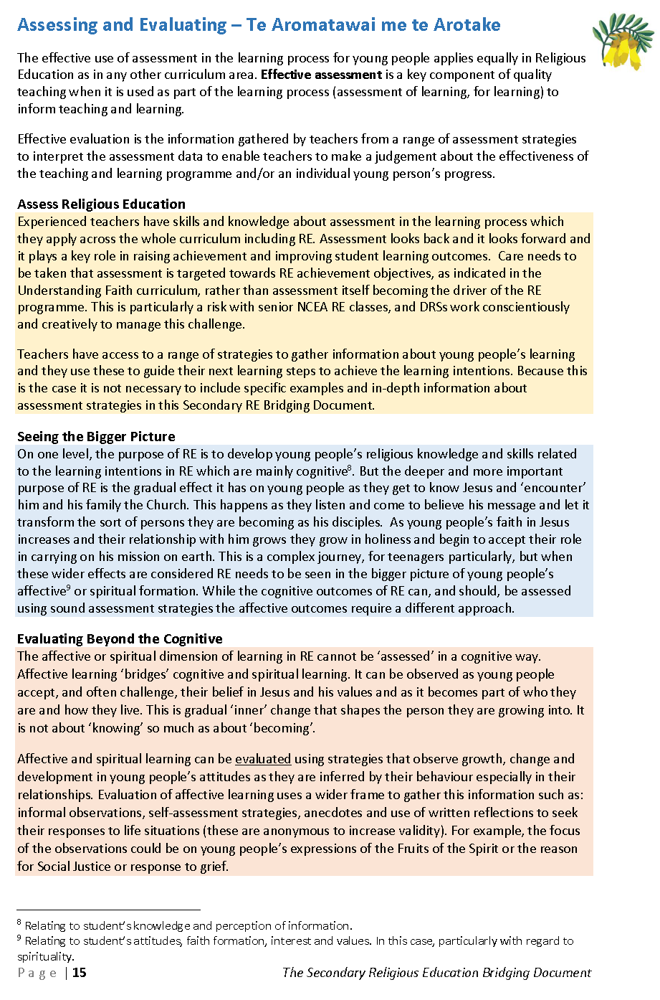 Assessing and Evaluating – Te Aromatawai me te Arotake
The effective use of assessment in the learning process for young people applies equally in Religious
Education as in any other curriculum area. Effective assessment is a key component of quality
teaching when it is used as part of the learning process (assessment of learning, for learning) to
inform teaching and learning.
Effective evaluation is the information gathered by teachers from a range of assessment strategies
to interpret the assessment data to enable teachers to make a judgement about the effectiveness of
the teaching and learning programme and/or an individual young person's progress.
Assess Religious Education
Experienced teachers have skills and knowledge about assessment in the learning process which
they apply across the whole curriculum including RE. Assessment looks back and it looks forward and
it plays a key role in raising achievement and improving student learning outcomes.  Care needs to
be taken that assessment is targeted towards RE achievement objectives, as indicated in the
Understanding Faith curriculum, rather than assessment itself becoming the driver of the RE
programme. This is particularly a risk with senior NCEA RE classes, and DRSs work conscientiously
and creatively to manage this challenge.
Teachers have access to a range of strategies to gather information about young people's learning
and they use these to guide their next learning steps to achieve the learning intentions. Because this
is the case it is not necessary to include specific examples and in-depth information about
assessment strategies in this Secondary RE Bridging Document.
Seeing the Bigger Picture
On one level, the purpose of RE is to develop young people's religious knowledge and skills related
to the learning intentions in RE which are mainly cognitive⁸. But the deeper and more important
purpose of RE is the gradual effect it has on young people as they get to know Jesus and 'encounter'
him and his family the Church. This happens as they listen and come to believe his message and let it
transform the sort of persons they are becoming as his disciples.  As young people's faith in Jesus
increases and their relationship with him grows they grow in holiness and begin to accept their role
in carrying on his mission on earth. This is a complex journey, for teenagers particularly, but when
these wider effects are considered RE needs to be seen in the bigger picture of young people's
affective⁹ or spiritual formation. While the cognitive outcomes of RE can, and should, be assessed
using sound assessment strategies the affective outcomes require a different approach.
Evaluating Beyond the Cognitive
The affective or spiritual dimension of learning in RE cannot be 'assessed' in a cognitive way.
Affective learning 'bridges' cognitive and spiritual learning. It can be observed as young people
accept, and often challenge, their belief in Jesus and his values and as it becomes part of who they
are and how they live. This is gradual 'inner' change that shapes the person they are growing into. It
is not about 'knowing' so much as about 'becoming'.
Affective and spiritual learning can be evaluated using strategies that observe growth, change and
development in young people's attitudes as they are inferred by their behaviour especially in their
relationships. Evaluation of affective learning uses a wider frame to gather this information such as:
informal observations, self-assessment strategies, anecdotes and use of written reflections to seek
their responses to life situations (these are anonymous to increase validity). For example, the focus
of the observations could be on young people's expressions of the Fruits of the Spirit or the reason
for Social Justice or response to grief.
⁸ Relating to student's knowledge and perception of information.
⁹ Relating to student's attitudes, faith formation, interest and values. In this case, particularly with regard to
spirituality.
Page | 15 The Secondary Religious Education Bridging Document